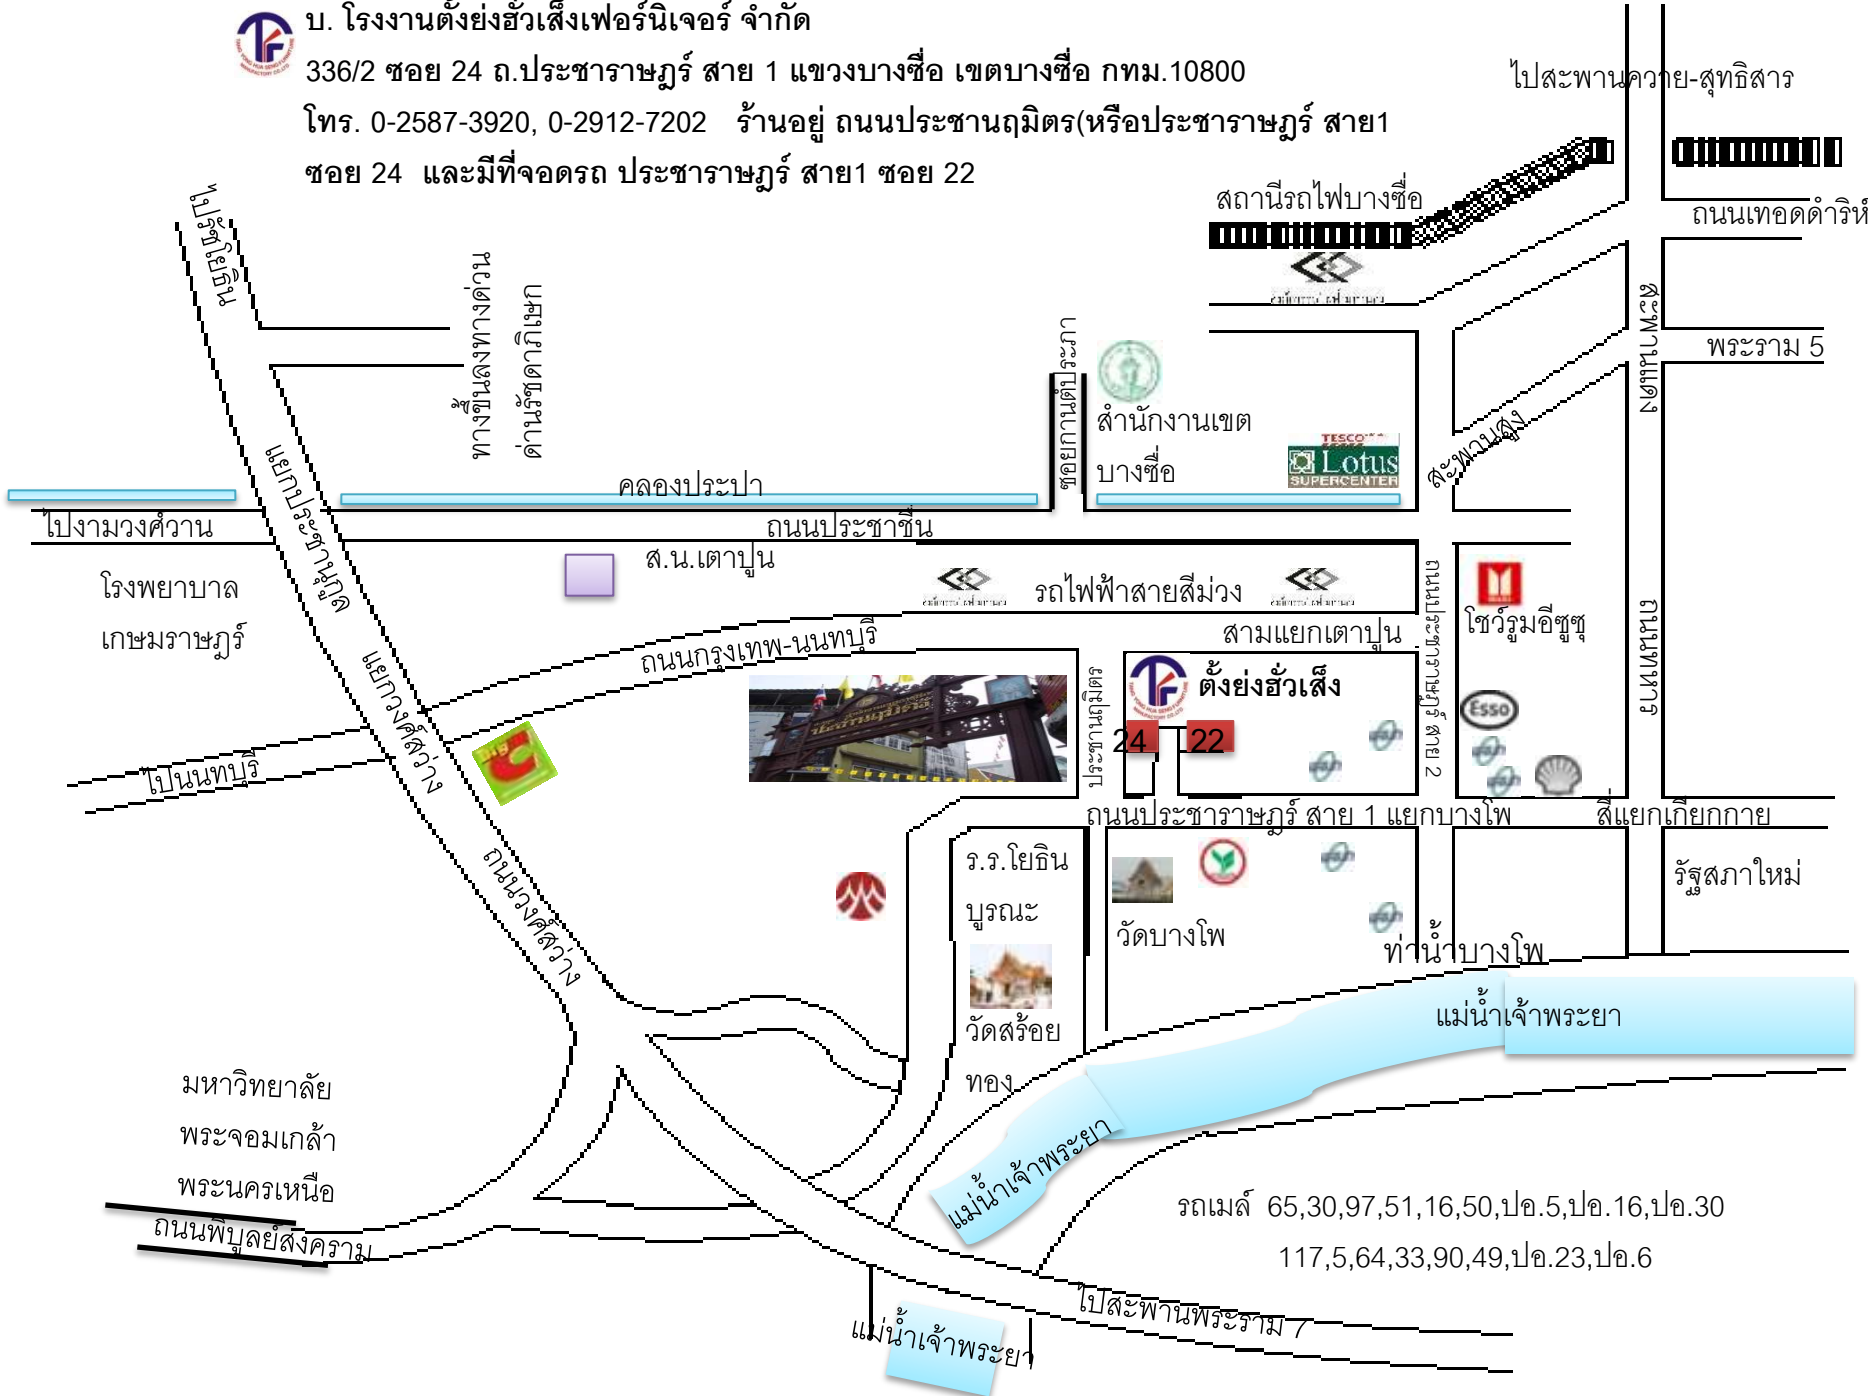 บ. โรงงานตั้งย่งฮั่วเส็งเฟอร์นิเจอร์ จำกัด
336/2 ซอย 24 ถ.ประชาราษฎร์ สาย 1 แขวงบางซื่อ เขตบางซื่อ กทม.10800
โทร. 0-2587-3920, 0-2912-7202 ร้านอยู่ ถนนประชานฤมิตร(หรือประชาราษฎร์ สาย1
ซอย 24 และมีที่จอดรถ ประชาราษฎร์ สาย1 ซอย 22
ไปสะพานควาย-สุทธิสาร
สถานีรถไฟบางซื่อ
ถนนเทอดดำริห์
ไปรัชโยธิน
ทางขึ้นลงทางด่วน
ด่านรัชดาภิเษก
ซอยกานต์ประภา
สำนักงานเขต
บางซื่อ
TESCO
Lotus
SUPERCENTER
สะพานสูง
สะพานแดง
พระราม 5
แยกประชานุกูล
คลองประปา
ไปงามวงศ์วาน
ถนนประชาชื่น
ส.น.เตาปูน
โรงพยาบาล
เกษมราษฎร์
รถไฟฟ้าสายสีม่วง
สามแยกเตาปูน
ถนนประชาราษฎร์ สาย 2
โชว์รูมอีซูซุ
ถนนทหาร
ถนนกรุงเทพ-นนทบุรี
แยกวงศ์สว่าง
ประชานฤมิตร
ตั้งย่งฮั่วเส็ง
24
22
Esso
ไปนนทบุรี
ถนนประชาราษฎร์ สาย 1 แยกบางโพ
สี่แยกเกียกกาย
ถนนวงศ์สว่าง
ร.ร.โยธิน
บูรณะ
วัดบางโพ
รัฐสภาใหม่
ท่าน้ำบางโพ
วัดสร้อย
ทอง
แม่น้ำเจ้าพระยา
แม่น้ำเจ้าพระยา
มหาวิทยาลัย
พระจอมเกล้า
พระนครเหนือ
ถนนพิบูลย์สงคราม
รถเมล์ 65,30,97,51,16,50,ปอ.5,ปอ.16,ปอ.30
117,5,64,33,90,49,ปอ.23,ปอ.6
ไปสะพานพระราม 7
แม่น้ำเจ้าพระยา